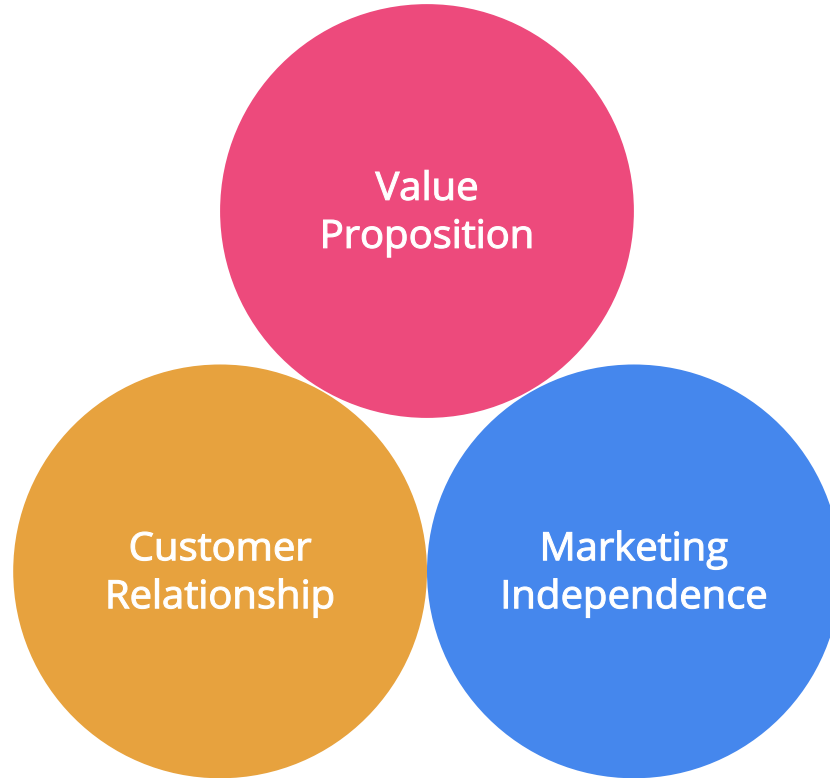 Value
Proposition
Customer
Relationship
Marketing
Independence